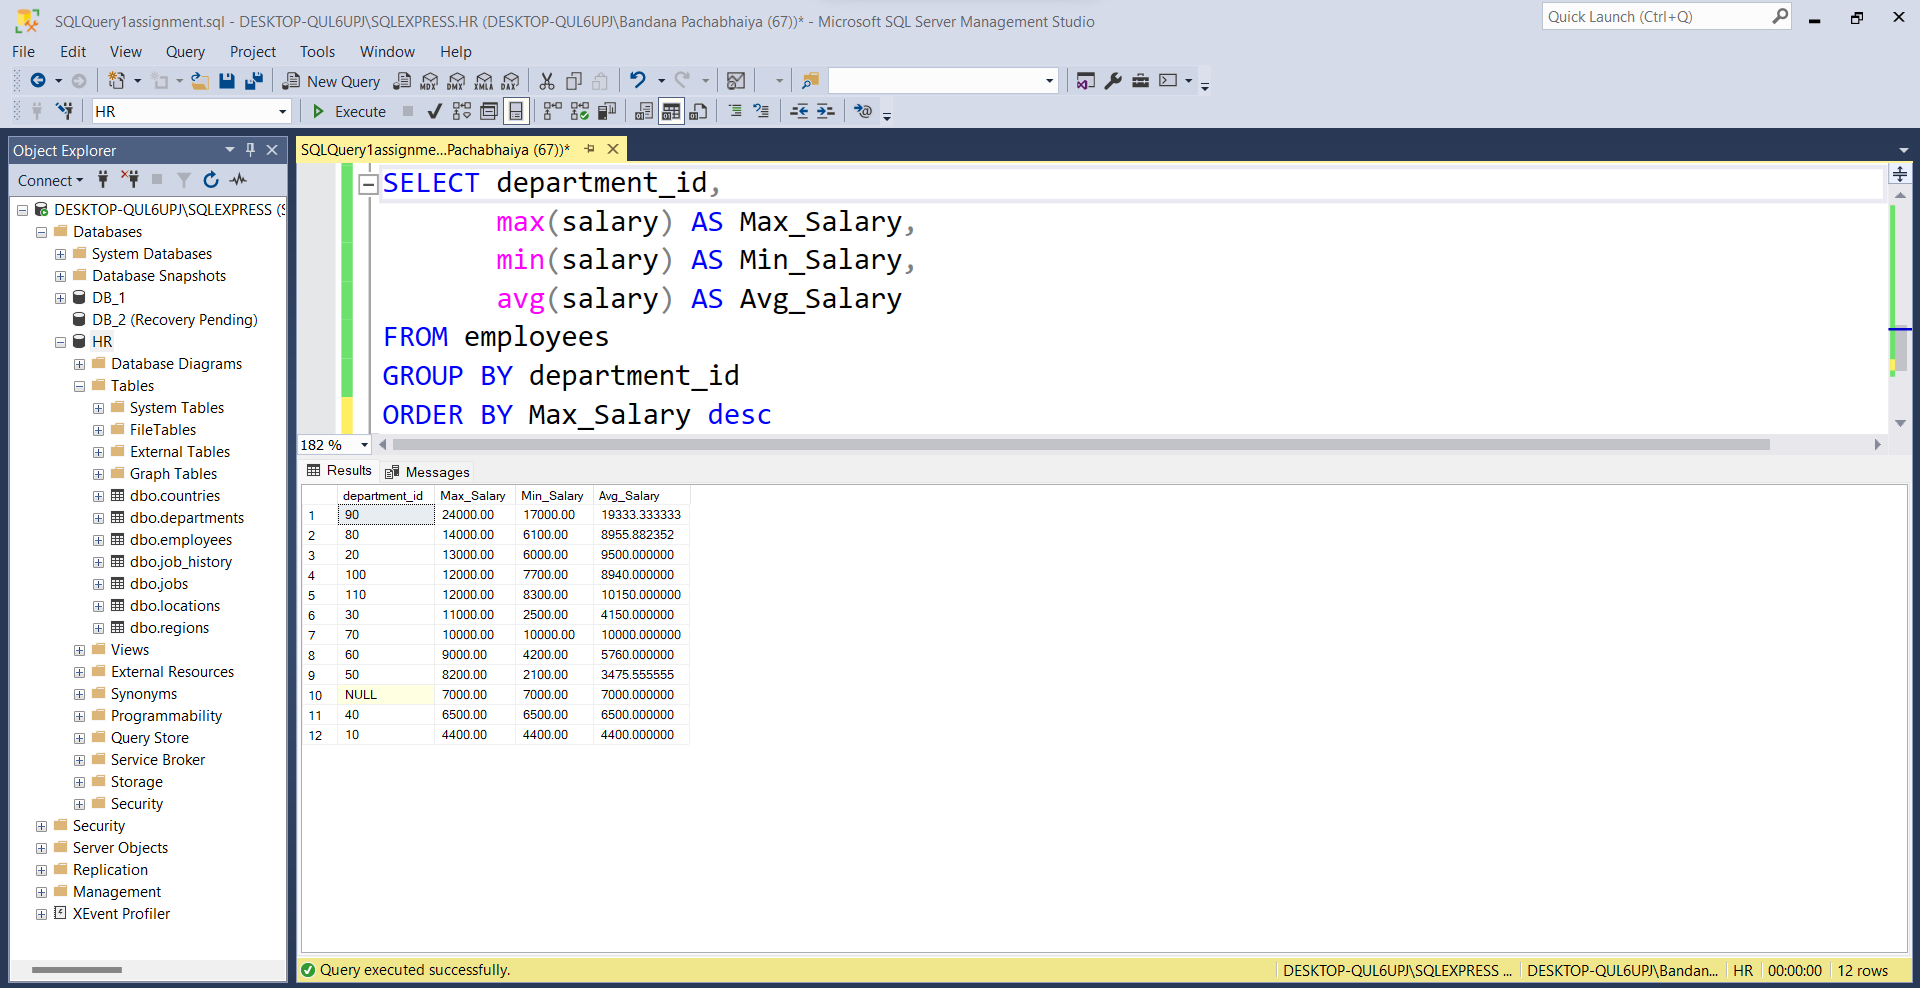 SQLQuery1assignment.sql - DESKTOP-QUL6UPJ\SQLEXPRESS.HR (DESKTOP-QUL6UPJ\Bandana Pachabhaiya (67))* - Microsoft SQL Server Management Studio
Quick Launch (Ctrl+Q)
File Edit View Query Project Tools Window Help
New Query MDX DMX XMLA DAX
HR Execute
Object Explorer
Connect
DESKTOP-QUL6UPJ\SQLEXPRESS (S
Databases
System Databases
Database Snapshots
DB_1
DB_2 (Recovery Pending)
HR
Database Diagrams
Tables
System Tables
FileTables
External Tables
Graph Tables
dbo.countries
dbo.departments
dbo.employees
dbo.job_history
dbo.jobs
dbo.locations
dbo.regions
Views
External Resources
Synonyms
Programmability
Query Store
Service Broker
Storage
Security
Security
Server Objects
Replication
Management
XEvent Profiler
SQLQuery1assignme...Pachabhaiya (67))*
SELECT department_id,
max(salary) AS Max_Salary,
min(salary) AS Min_Salary,
avg(salary) AS Avg_Salary
FROM employees
GROUP BY department_id
ORDER BY Max_Salary desc
182 %
Results Messages
department_id Max_Salary Min_Salary Avg_Salary
1 90 24000.00 17000.00 19333.333333
2 80 14000.00 6100.00 8955.882352
3 20 13000.00 6000.00 9500.000000
4 100 12000.00 7700.00 8940.000000
5 110 12000.00 8300.00 10150.000000
6 30 11000.00 2500.00 4150.000000
7 70 10000.00 10000.00 10000.000000
8 60 9000.00 4200.00 5760.000000
9 50 8200.00 2100.00 3475.555555
10 NULL 7000.00 7000.00 7000.000000
11 40 6500.00 6500.00 6500.000000
12 10 4400.00 4400.00 4400.000000
Query executed successfully. DESKTOP-QUL6UPJ\SQLEXPRESS ... DESKTOP-QUL6UPJ\Bandan... HR 00:00:00 12 rows